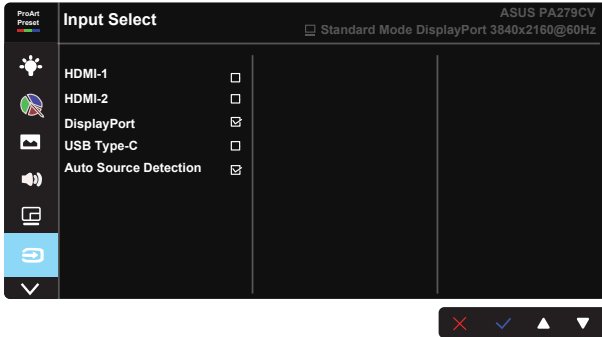 ProArt
Preset
Input Select
ASUS PA279CV
Standard Mode DisplayPort 3840x2160@60Hz
HDMI-1
HDMI-2
DisplayPort
USB Type-C
Auto Source Detection